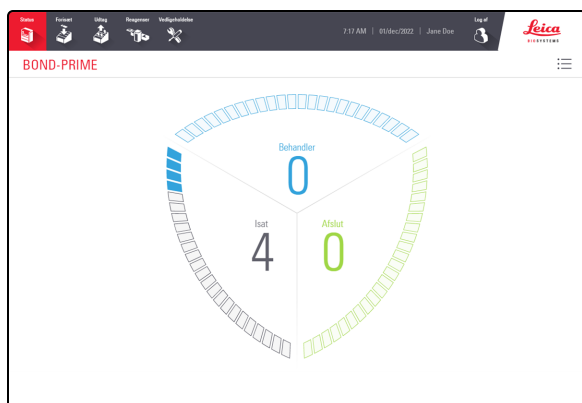 Status Forisæt Udtag Reagenser Vedligeholdelse
7:17 AM | 01/dec/2022 | Jane Doe
Log af
Leica
BIOSYSTEMS
BOND-PRIME
Behandler
0
Isat
4
Afslut
0